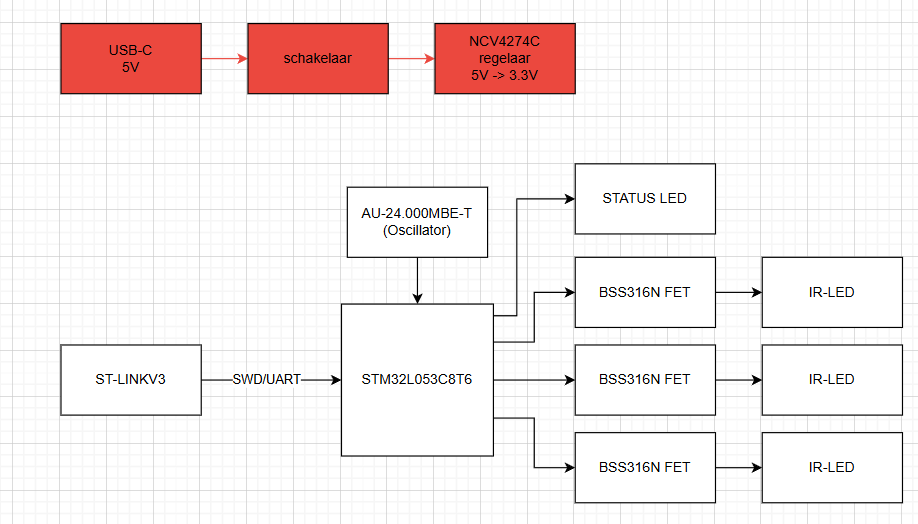 USB-C
5V
schakelaar
NCV4274C
regelaar
5V -> 3.3V
STATUS LED
AU-24.000MBE-T
(Oscillator)
BSS316N FET
IR-LED
ST-LINKV3
SWD/UART
STM32L053C8T6
BSS316N FET
IR-LED
BSS316N FET
IR-LED